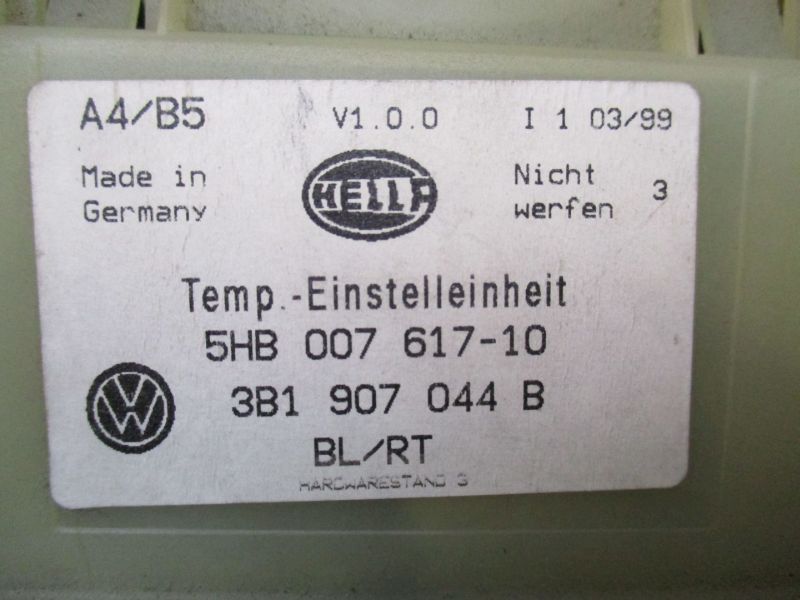 A4/B5 V1.0.0 I 1 03/99
Made in Germany
HELLA
Nicht werfen 3
Temp.-Einstelleinheit
5HB 007 617-10
VW
3B1 907 044 B
BL/RT
HARDWARESTAND 3